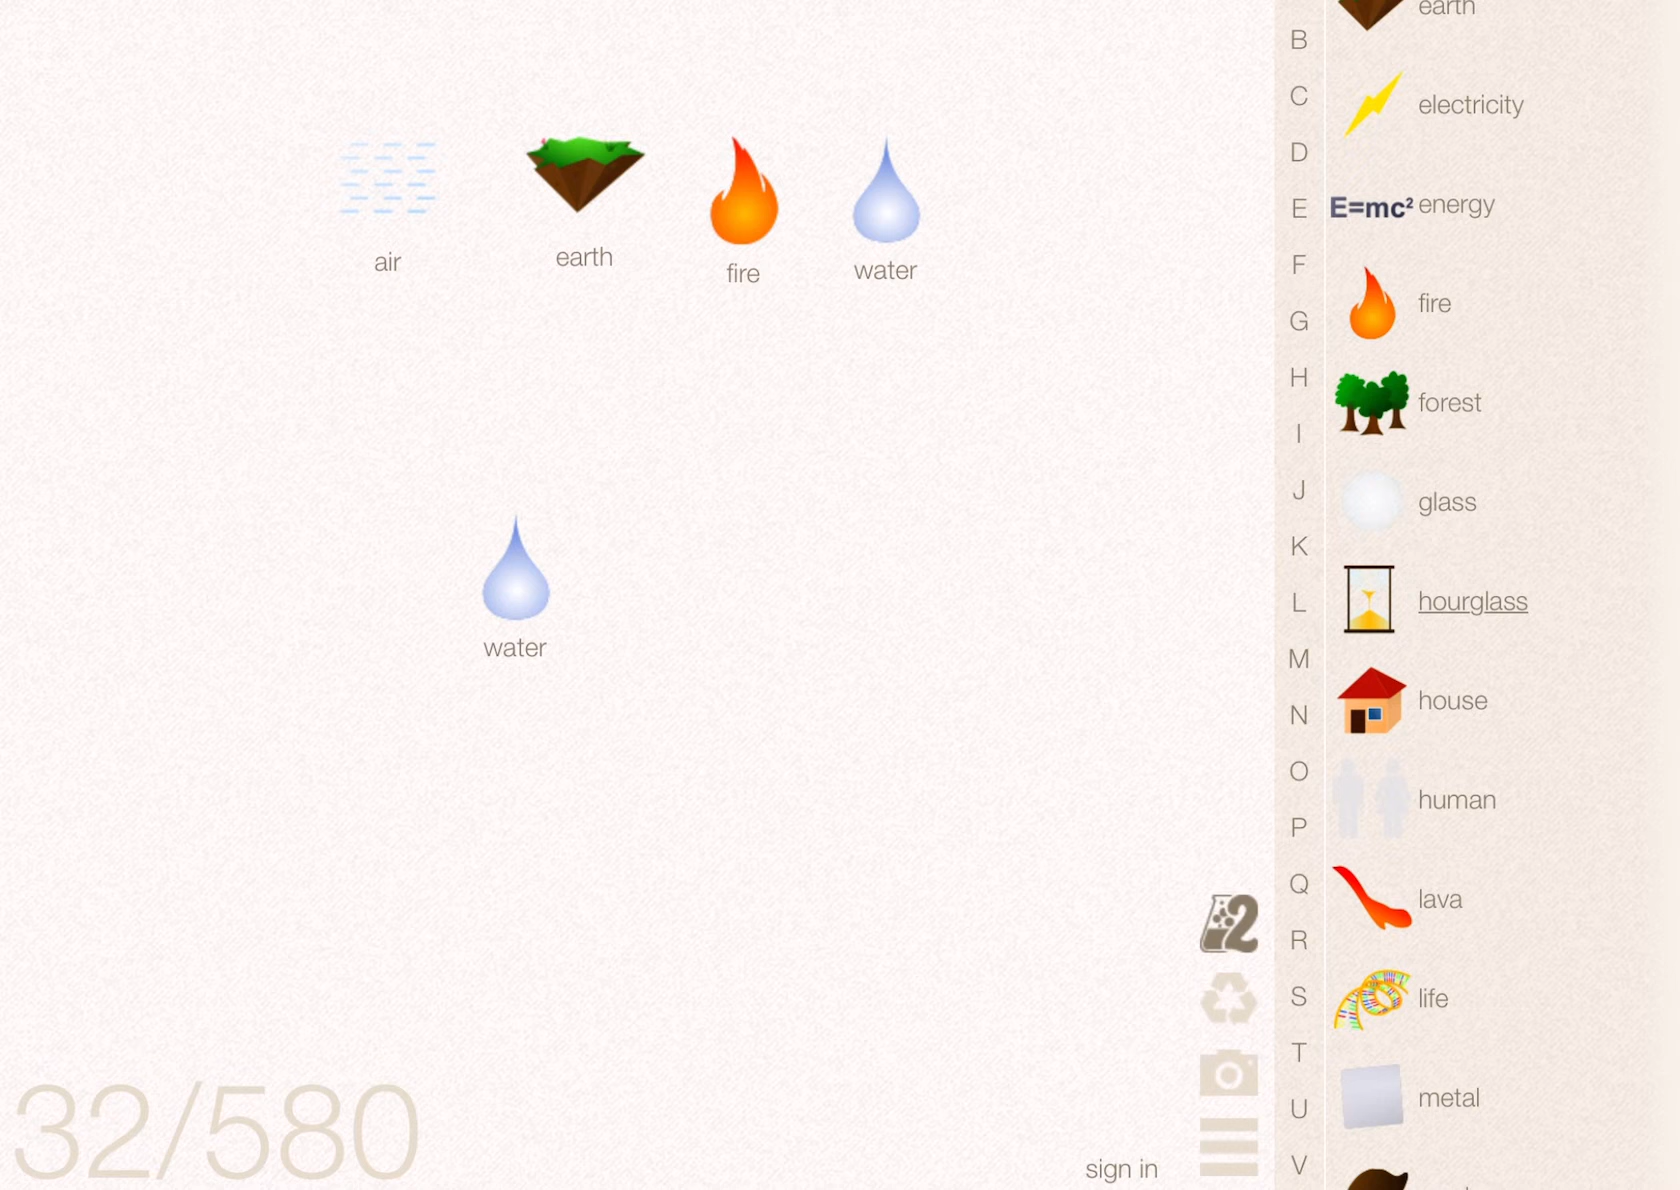 air
earth
fire
water
water
32/580
sign in
2
B
C
D
E
F
G
H
I
J
K
L
M
N
O
P
Q
R
S
T
U
V
earth
electricity
E=mc² energy
fire
forest
glass
hourglass
house
human
lava
life
metal